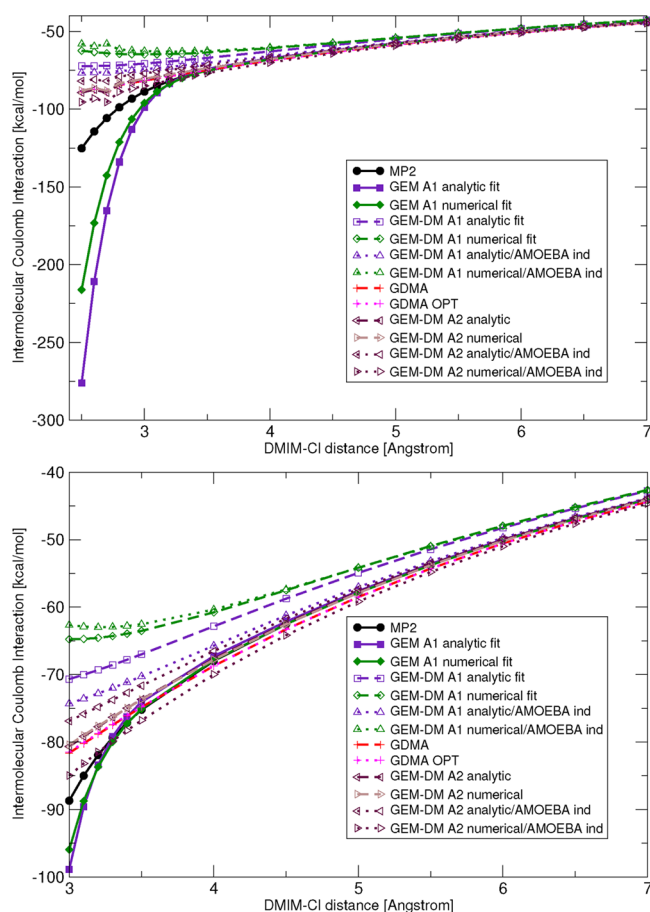 -50
-100
-150
-200
-250
-300
Intermolecular Coulomb Interaction [kcal/mol]
MP2
GEM A1 analytic fit
GEM A1 numerical fit
GEM-DM A1 analytic fit
GEM-DM A1 numerical fit
GEM-DM A1 analytic/AMOEBA ind
GEM-DM A1 numerical/AMOEBA ind
GDMA
GDMA OPT
GEM-DM A2 analytic
GEM-DM A2 numerical
GEM-DM A2 analytic/AMOEBA ind
GEM-DM A2 numerical/AMOEBA ind
3 4 5 6 7
DMIM-Cl distance [Angstrom]
-40
-50
-60
-70
-80
-90
-100
Intermolecular Coulomb Interaction [kcal/mol]
MP2
GEM A1 analytic fit
GEM A1 numerical fit
GEM-DM A1 analytic fit
GEM-DM A1 numerical fit
GEM-DM A1 analytic/AMOEBA ind
GEM-DM A1 numerical/AMOEBA ind
GDMA
GDMA OPT
GEM-DM A2 analytic
GEM-DM A2 numerical
GEM-DM A2 analytic/AMOEBA ind
GEM-DM A2 numerical/AMOEBA ind
3 4 5 6 7
DMIM-Cl distance [Angstrom]